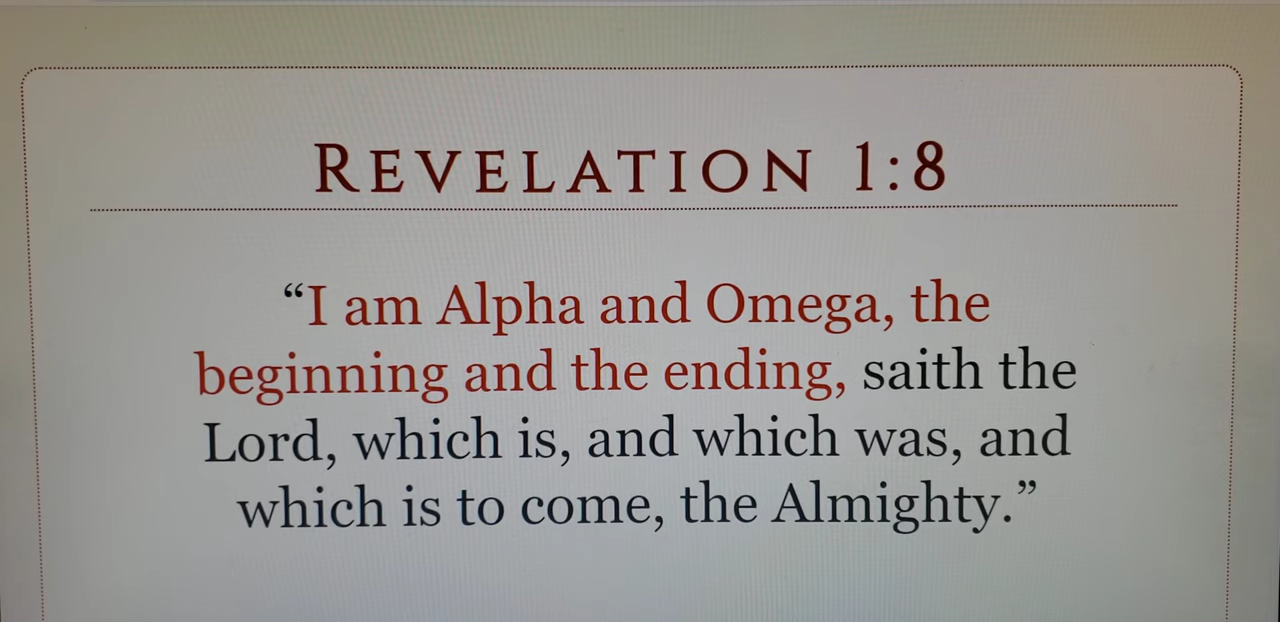 REVELATION 1:8
“I am Alpha and Omega, the
beginning and the ending, saith the
Lord, which is, and which was, and
which is to come, the Almighty.”